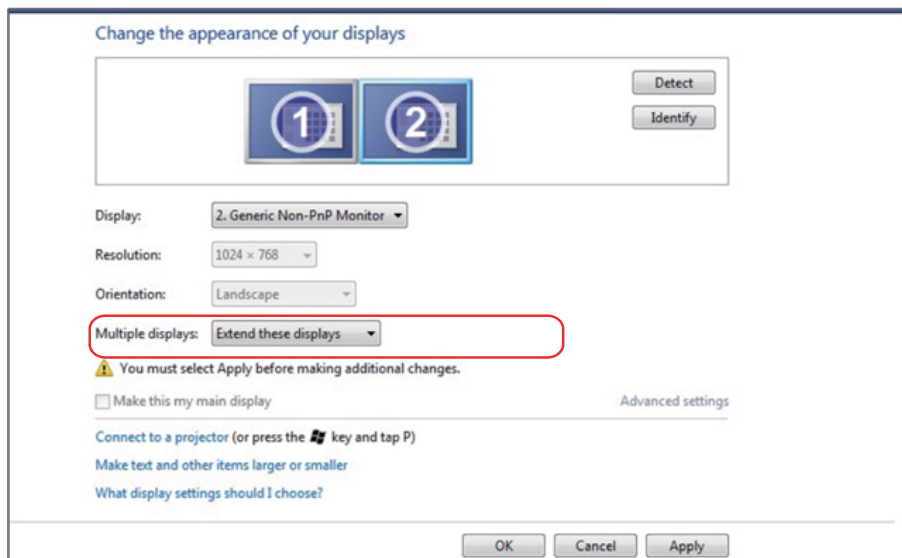 Change the appearance of your displays
1 2
Detect
Identify
Display: 2. Generic Non-PnP Monitor
Resolution: 1024 × 768
Orientation: Landscape
Multiple displays: Extend these displays
You must select Apply before making additional changes.
Make this my main display Advanced settings
Connect to a projector (or press the key and tap P)
Make text and other items larger or smaller
What display settings should I choose?
OK Cancel Apply